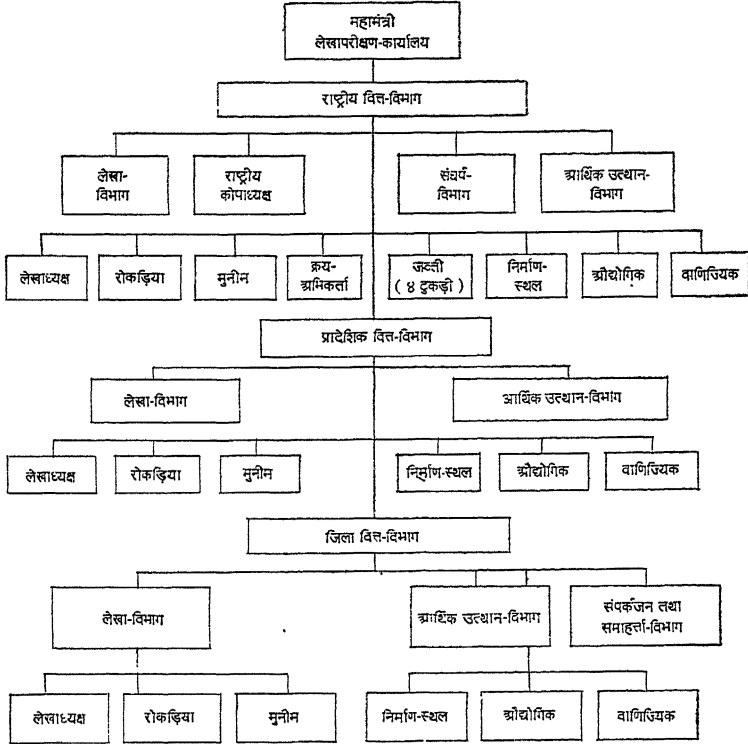 महामंत्री
लेखापरीक्षण-कार्यालय
राष्ट्रीय वित्त-विभाग
लेखा-
विभाग
राष्ट्रीय
कोपाध्यक्ष
संघर्ष-
विभाग
आर्थिक उत्थान-
विभाग
लेखाध्यक्ष
रोकड़िया
मुनीम
क्रय-
अभिकर्ता
जब्ती
( ४ टुकड़ी )
निर्माण-
स्थल
औद्योगिक
वाणिज्यिक
प्रादेशिक वित्त-विभाग
लेखा-विभाग
आर्थिक उत्थान-विभाग
लेखाध्यक्ष
रोकड़िया
मुनीम
निर्माण-स्थल
औद्योगिक
वाणिज्यिक
जिला वित्त-विभाग
लेखा-विभाग
आर्थिक उत्थान-विभाग
संपर्कजन तथा
समाहर्त्ता-विभाग
लेखाध्यक्ष
रोकड़िया
मुनीम
निर्माण-स्थल
औद्योगिक
वाणिज्यिक